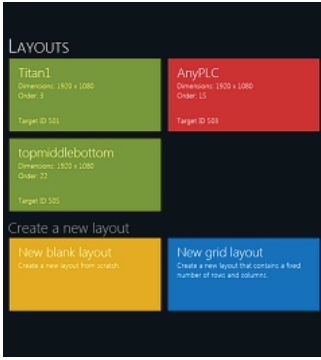 LAYOUTS
Titan1
Dimensions: 1920 x 1080
Order: 3
Target ID 501
AnyPLC
Dimensions: 1920 x 1080
Order: 15
Target ID 503
topmiddlebottom
Dimensions: 1920 x 1080
Order: 22
Target ID 505
Create a new layout
New blank layout
Create a new layout from scratch.
New grid layout
Create a new layout that contains a fixed
number of rows and columns.